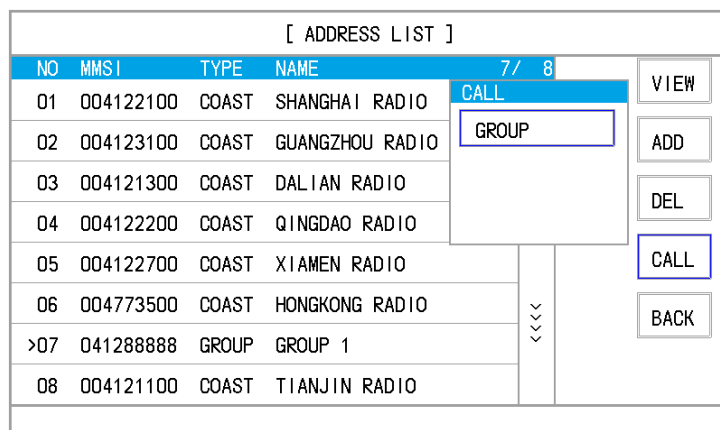 [ ADDRESS LIST ]
NO MMSI TYPE NAME 7/ 8
01 004122100 COAST SHANGHAI RADIO
02 004123100 COAST GUANGZHOU RADIO
03 004121300 COAST DALIAN RADIO
04 004122200 COAST QINGDAO RADIO
05 004122700 COAST XIAMEN RADIO
06 004773500 COAST HONGKONG RADIO
>07 041288888 GROUP GROUP 1
08 004121100 COAST TIANJIN RADIO
CALL
GROUP
VIEW
ADD
DEL
CALL
BACK